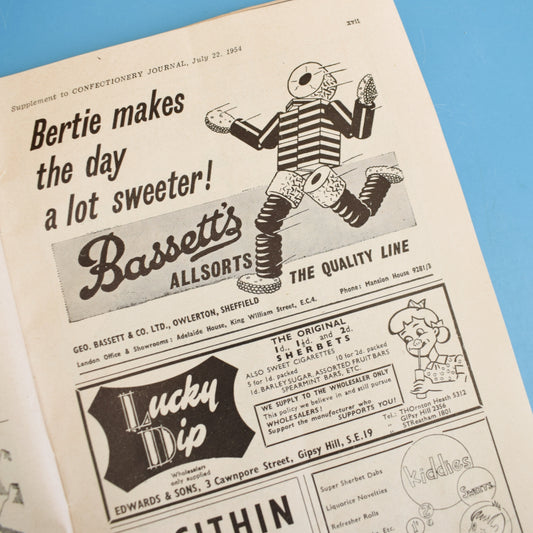 xvii
Supplement to CONFECTIONERY JOURNAL, July 22, 1954
Bertie makes
the day
a lot sweeter!
Bassett's
ALLSORTS
THE QUALITY LINE
GEO. BASSETT & CO. LTD., OWLERTON, SHEFFIELD
London Office & Showrooms: Adelaide House, King William Street, E.C.4. Phone: Mansion House 9281/3
Lucky
Dip
Wholesalers
only supplied
THE ORIGINAL
1d., 1½d. and 2d.
SHERBETS
ALSO SWEET CIGARETTES
5 for 1d. packed 10 for 2d. packed
1d. BARLEY SUGAR, ASSORTED FRUIT BARS
SPEARMINT BARS, ETC.
WE SUPPLY TO THE WHOLESALER ONLY
This policy we believe in and still pursue
WHOLESALERS!
Support the manufacturer who
SUPPORTS YOU!
EDWARDS & SONS, 3 Cawnpore Street, Gipsy Hill, S.E.19
Tel.: THOrnton Heath 5312
GIPsy Hill 2356
STReatham 1801
Super Sherbet Dabs
Liquorice Novelties
Refresher Rolls
Etc.
Kiddies
Sweets